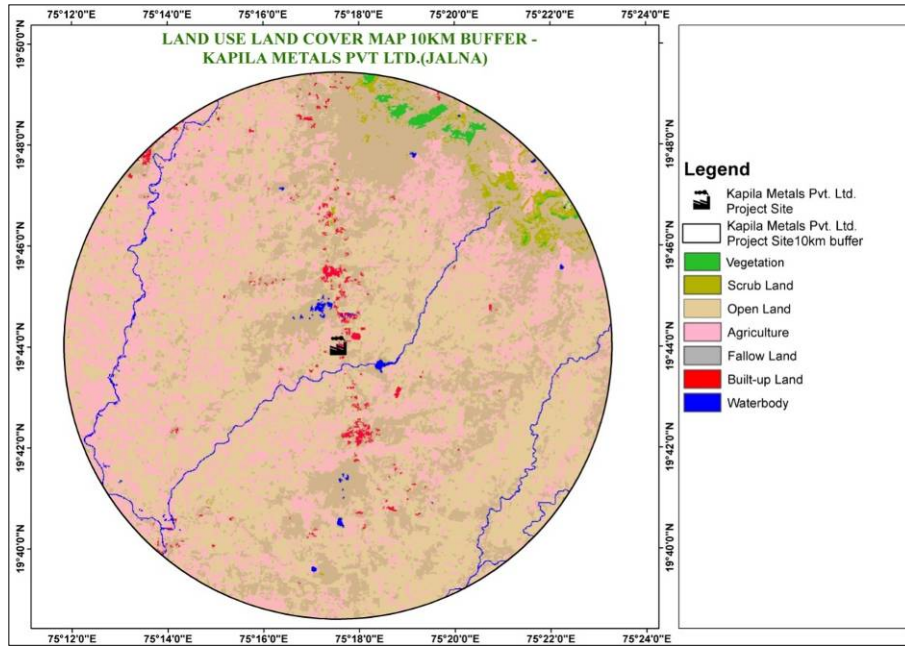 75°12'0"E 75°14'0"E 75°16'0"E 75°18'0"E 75°20'0"E 75°22'0"E 75°24'0"E
LAND USE LAND COVER MAP 10KM BUFFER -
KAPILA METALS PVT LTD.(JALNA)
19°50'0"N 19°48'0"N 19°46'0"N 19°44'0"N 19°42'0"N 19°40'0"N
19°50'0"N 19°48'0"N 19°46'0"N 19°44'0"N 19°42'0"N 19°40'0"N
75°12'0"E 75°14'0"E 75°16'0"E 75°18'0"E 75°20'0"E 75°22'0"E 75°24'0"E
Legend
Kapila Metals Pvt. Ltd.
Project Site
Kapila Metals Pvt. Ltd.
Project Site10km buffer
Vegetation
Scrub Land
Open Land
Agriculture
Fallow Land
Built-up Land
Waterbody